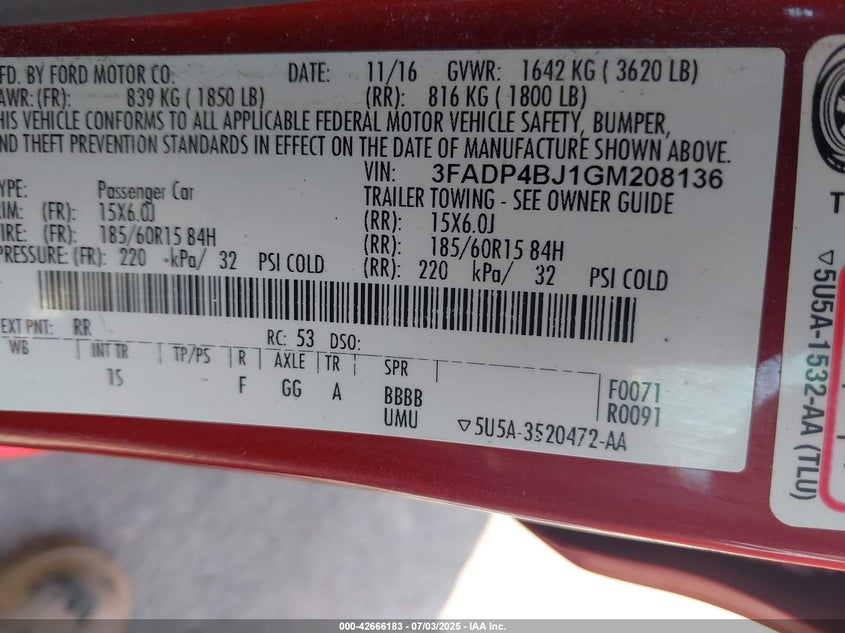 FD. BY FORD MOTOR CO. DATE: 11/16 GVWR: 1642 KG ( 3620 LB)
AWR: (FR): 839 KG ( 1850 LB) (RR): 816 KG ( 1800 LB)
HIS VEHICLE CONFORMS TO ALL APPLICABLE FEDERAL MOTOR VEHICLE SAFETY, BUMPER,
ND THEFT PREVENTION STANDARDS IN EFFECT ON THE DATE OF MANUFACTURE SHOWN ABOVE.
VIN: 3FADP4BJ1GM208136
YPE: Passenger Car TRAILER TOWING - SEE OWNER GUIDE
RIM: (FR): 15X6.0J (RR): 15X6.0J
IRE: (FR): 185/60R15 84H (RR): 185/60R15 84H
PRESSURE: (FR): 220 kPa/ 32 PSI COLD (RR): 220 kPa/ 32 PSI COLD
EXT PNT: RR RC: 53 DSO:
WB INT TR TP/PS R AXLE TR SPR
15 - F GG A BBBB
UMU
F0071
R0091
▽5U5A-3520472-AA
T
▽5U5A-1532-AA (TLU)
000-42666183 - 07/03/2025 - IAA Inc.